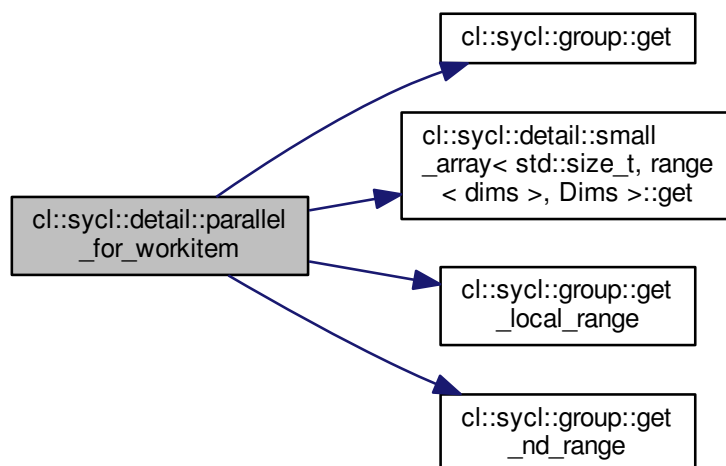 cl::sycl::group::get
cl::sycl::detail::small
_array< std::size_t, range
< dims >, Dims >::get
cl::sycl::detail::parallel
_for_workitem
cl::sycl::group::get
_local_range
cl::sycl::group::get
_nd_range